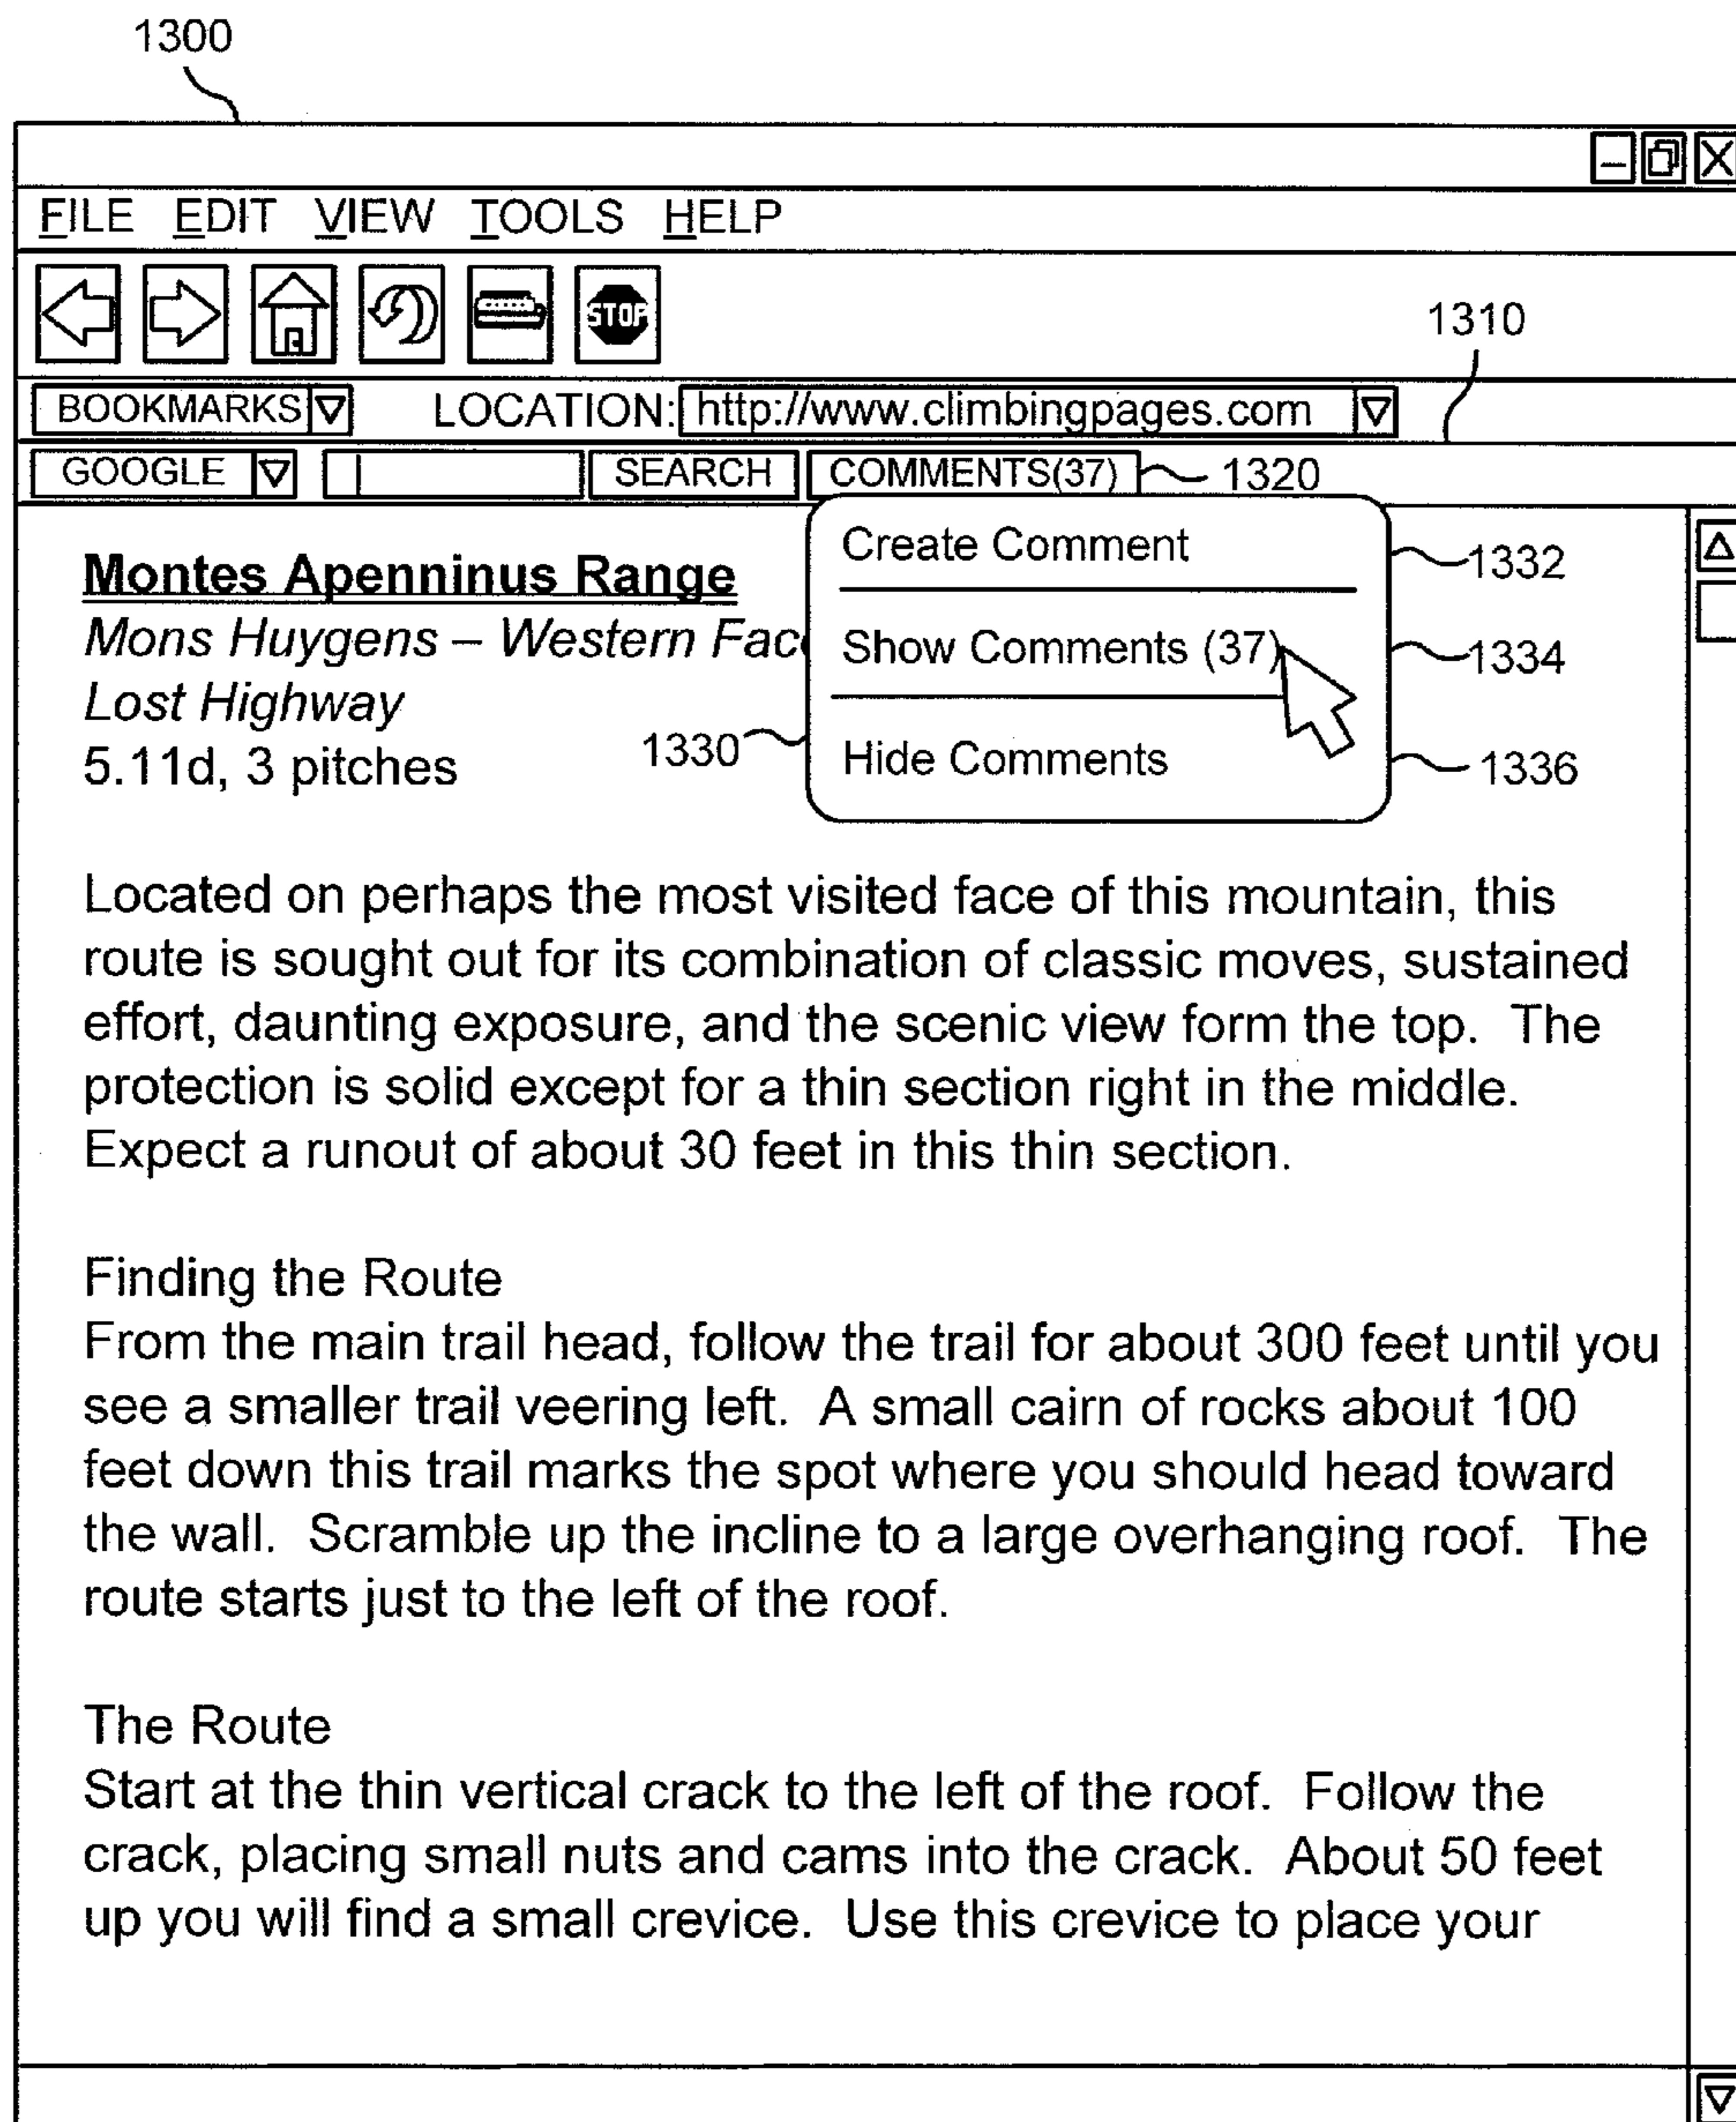 1300
FILE EDIT VIEW TOOLS HELP
STOP
1310
BOOKMARKS LOCATION: http://www.climbingpages.com
GOOGLE SEARCH COMMENTS(37) 1320
Create Comment 1332
Montes Apenninus Range
Mons Huygens – Western Fac
Show Comments (37) 1334
Lost Highway
1330 Hide Comments 1336
5.11d, 3 pitches
Located on perhaps the most visited face of this mountain, this
route is sought out for its combination of classic moves, sustained
effort, daunting exposure, and the scenic view form the top. The
protection is solid except for a thin section right in the middle.
Expect a runout of about 30 feet in this thin section.
Finding the Route
From the main trail head, follow the trail for about 300 feet until you
see a smaller trail veering left. A small cairn of rocks about 100
feet down this trail marks the spot where you should head toward
the wall. Scramble up the incline to a large overhanging roof. The
route starts just to the left of the roof.
The Route
Start at the thin vertical crack to the left of the roof. Follow the
crack, placing small nuts and cams into the crack. About 50 feet
up you will find a small crevice. Use this crevice to place your